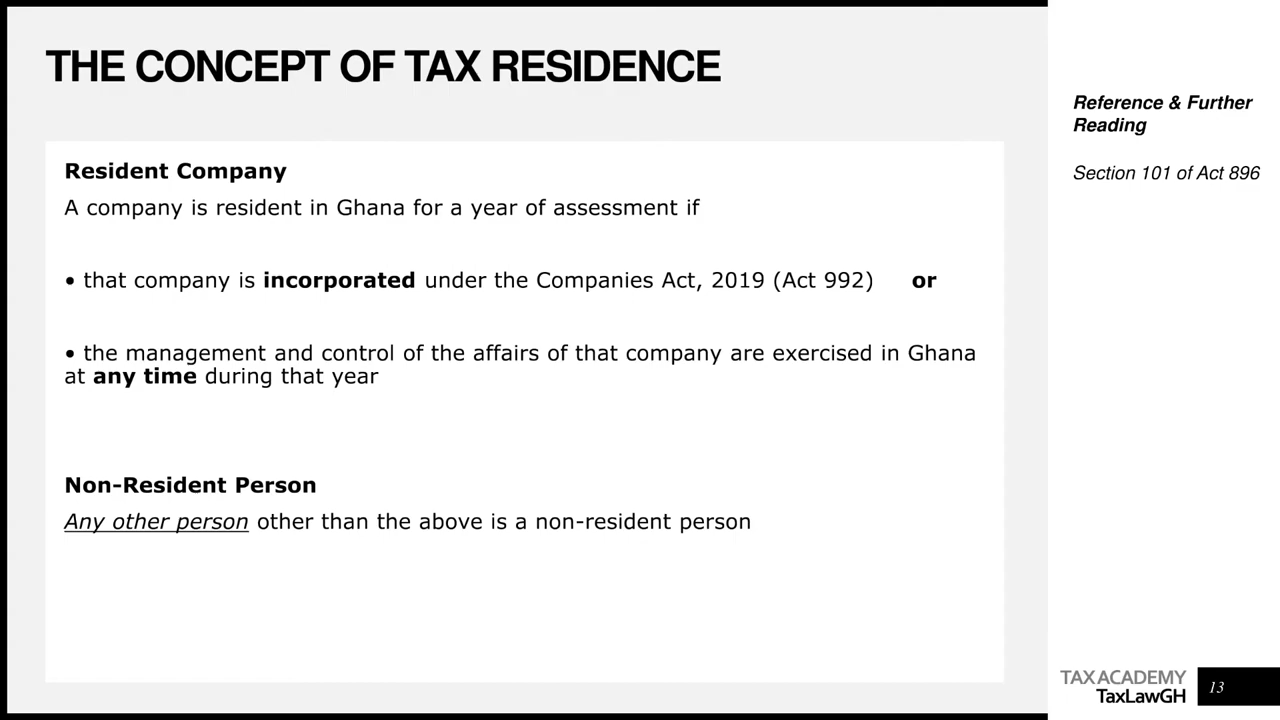 THE CONCEPT OF TAX RESIDENCE
Resident Company
A company is resident in Ghana for a year of assessment if
• that company is incorporated under the Companies Act, 2019 (Act 992) or
• the management and control of the affairs of that company are exercised in Ghana
at any time during that year
Non-Resident Person
Any other person other than the above is a non-resident person
Reference & Further
Reading
Section 101 of Act 896
TAX ACADEMY
TaxLawGH
13